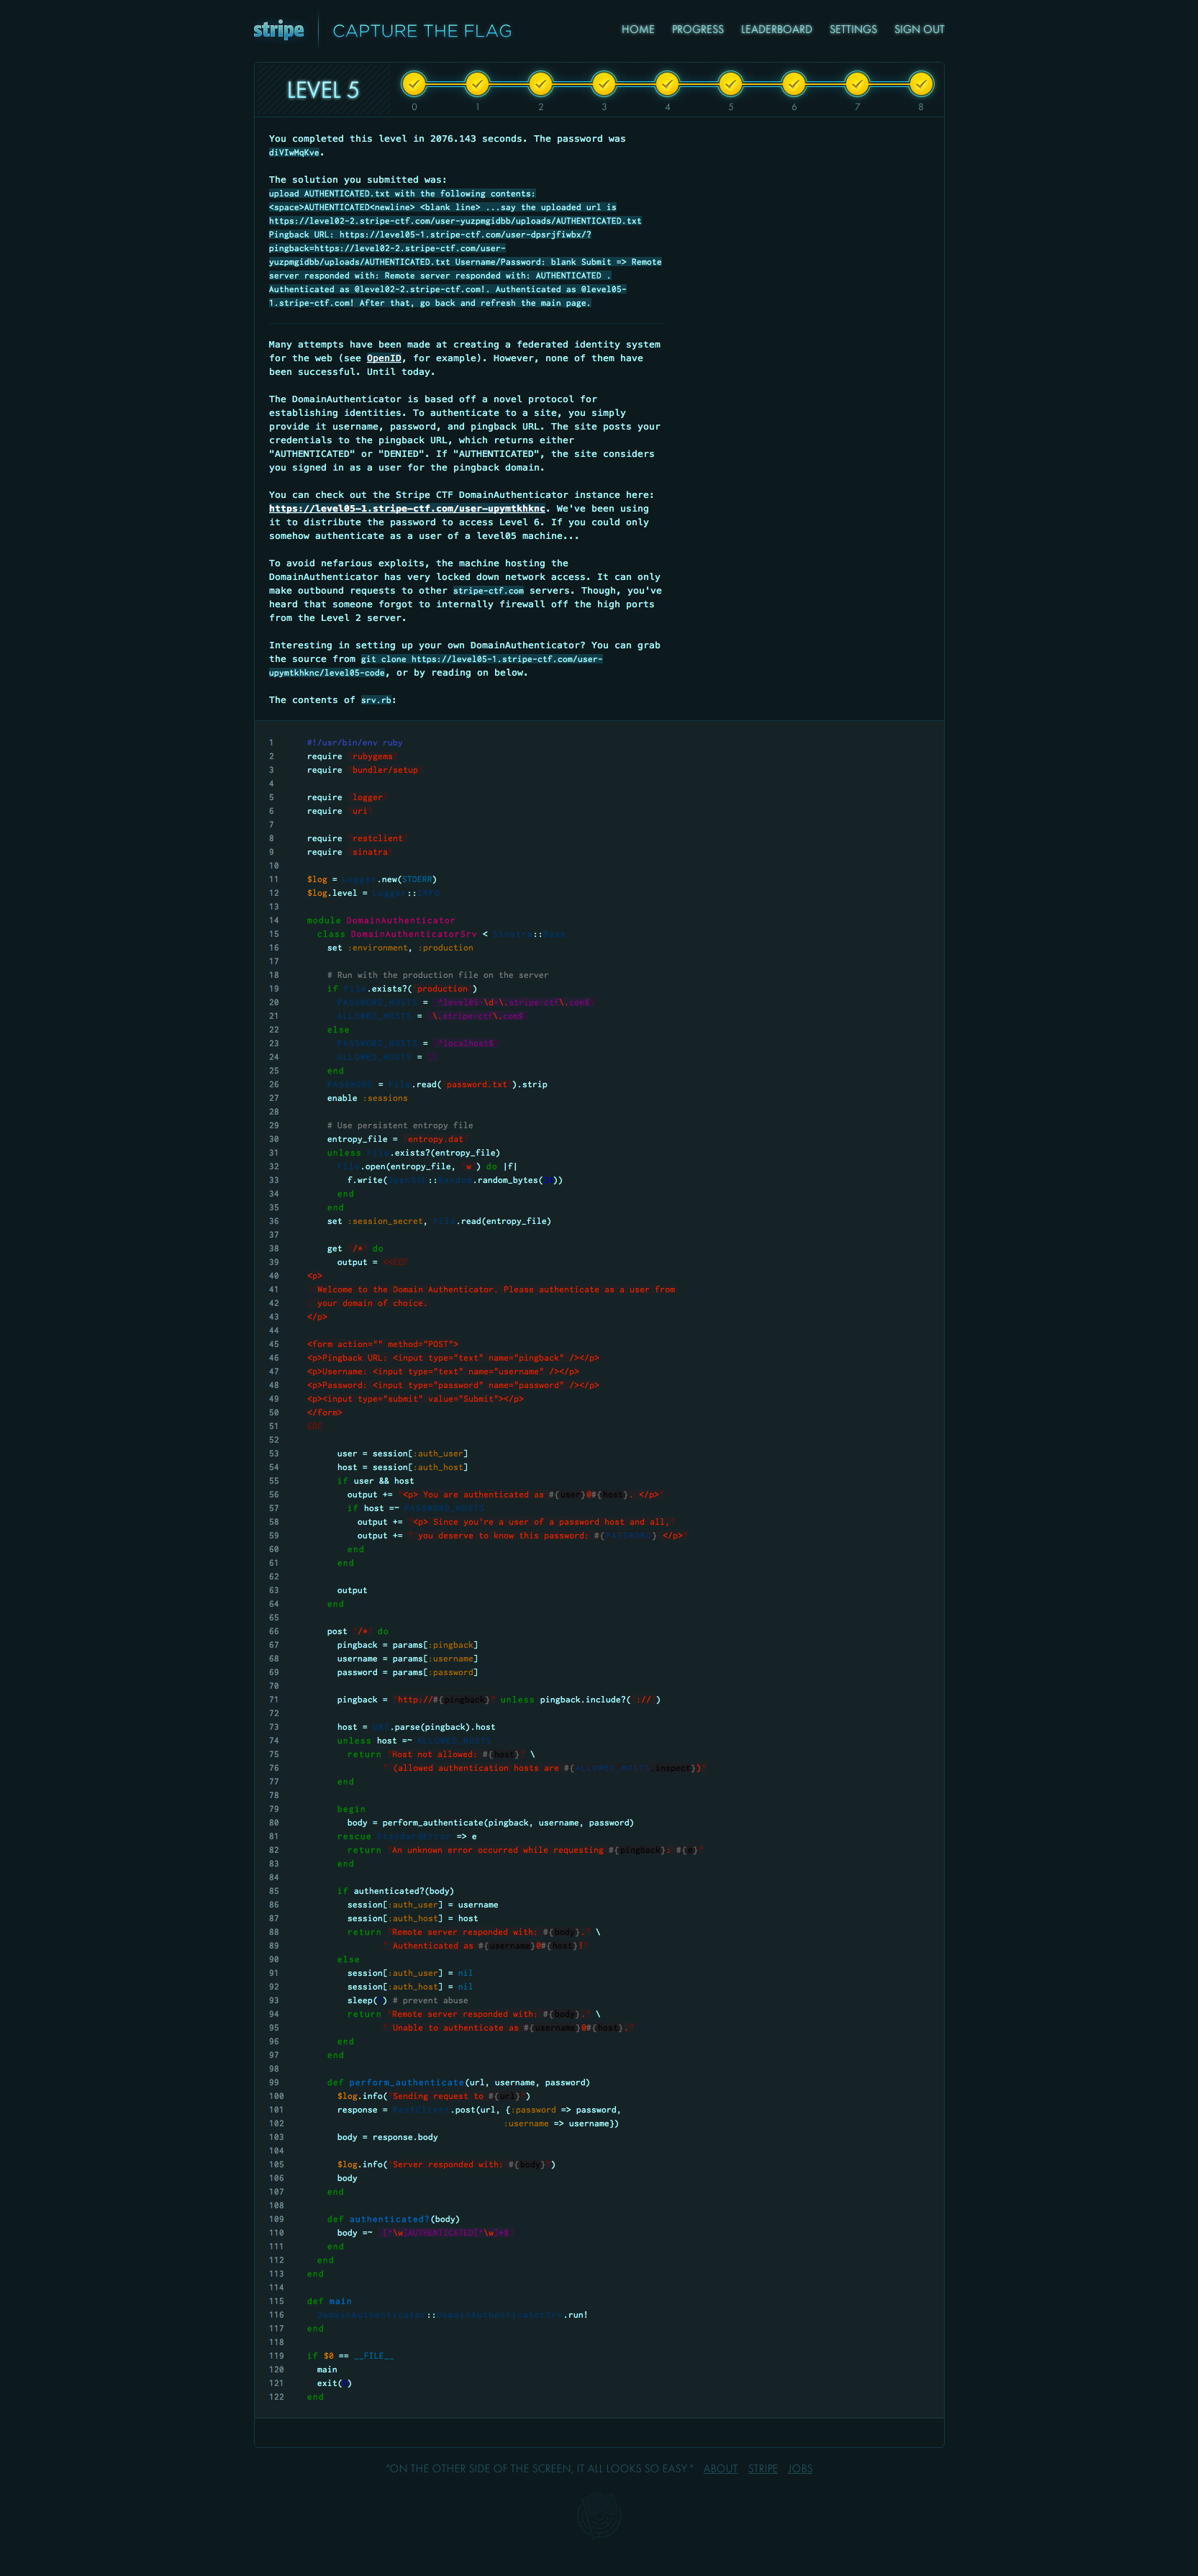 stripe CAPTURE THE FLAG HOME PROGRESS LEADERBOARD SETTINGS SIGN OUT
LEVEL 5
0 1 2 3 4 5 6 7 8
You completed this level in 2076.143 seconds. The password was
diVIwMqKve.
The solution you submitted was:
upload AUTHENTICATED.txt with the following contents:
<space>AUTHENTICATED<newline> <blank line> ...say the uploaded url is
https://level02-2.stripe-ctf.com/user-yuzpmgidbb/uploads/AUTHENTICATED.txt
Pingback URL: https://level05-1.stripe-ctf.com/user-dpsrjfiwbx/?
pingback=https://level02-2.stripe-ctf.com/user-
yuzpmgidbb/uploads/AUTHENTICATED.txt Username/Password: blank Submit => Remote
server responded with: Remote server responded with: AUTHENTICATED .
Authenticated as @level02-2.stripe-ctf.com!. Authenticated as @level05-
1.stripe-ctf.com! After that, go back and refresh the main page.
Many attempts have been made at creating a federated identity system
for the web (see OpenID, for example). However, none of them have
been successful. Until today.
The DomainAuthenticator is based off a novel protocol for
establishing identities. To authenticate to a site, you simply
provide it username, password, and pingback URL. The site posts your
credentials to the pingback URL, which returns either
"AUTHENTICATED" or "DENIED". If "AUTHENTICATED", the site considers
you signed in as a user for the pingback domain.
You can check out the Stripe CTF DomainAuthenticator instance here:
https://level05-1.stripe-ctf.com/user-upymtkhknc. We've been using
it to distribute the password to access Level 6. If you could only
somehow authenticate as a user of a level05 machine...
To avoid nefarious exploits, the machine hosting the
DomainAuthenticator has very locked down network access. It can only
make outbound requests to other stripe-ctf.com servers. Though, you've
heard that someone forgot to internally firewall off the high ports
from the Level 2 server.
Interesting in setting up your own DomainAuthenticator? You can grab
the source from git clone https://level05-1.stripe-ctf.com/user-
upymtkhknc/level05-code, or by reading on below.
The contents of srv.rb:
1 #!/usr/bin/env ruby
2 require 'rubygems'
3 require 'bundler/setup'
4
5 require 'logger'
6 require 'uri'
7
8 require 'restclient'
9 require 'sinatra'
10
11 $log = Logger.new(STDERR)
12 $log.level = Logger::INFO
13
14 module DomainAuthenticator
15 class DomainAuthenticatorSrv < Sinatra::Base
16 set :environment, :production
17
18 # Run with the production file on the server
19 if File.exists?('production')
20 PASSWORD_HOSTS = /^level05-\d+\.stripe-ctf\.com$/
21 ALLOWED_HOSTS = /\.stripe-ctf\.com$/
22 else
23 PASSWORD_HOSTS = /^localhost$/
24 ALLOWED_HOSTS = //
25 end
26 PASSWORD = File.read('password.txt').strip
27 enable :sessions
28
29 # Use persistent entropy file
30 entropy_file = 'entropy.dat'
31 unless File.exists?(entropy_file)
32 File.open(entropy_file, 'w') do |f|
33 f.write(OpenSSL::Random.random_bytes( ))
34 end
35 end
36 set :session_secret, File.read(entropy_file)
37
38 get '/*' do
39 output = <<EOF
40 <p>
41 Welcome to the Domain Authenticator. Please authenticate as a user from
42 your domain of choice.
43 </p>
44
45 <form action="" method="POST">
46 <p>Pingback URL: <input type="text" name="pingback" /></p>
47 <p>Username: <input type="text" name="username" /></p>
48 <p>Password: <input type="password" name="password" /></p>
49 <p><input type="submit" value="Submit"></p>
50 </form>
51 EOF
52
53 user = session[:auth_user]
54 host = session[:auth_host]
55 if user && host
56 output += "<p> You are authenticated as #{user}@#{host}. </p>"
57 if host =~ PASSWORD_HOSTS
58 output += "<p> Since you're a user of a password host and all,"
59 output += " you deserve to know this password: #{PASSWORD} </p>"
60 end
61 end
62
63 output
64 end
65
66 post '/*' do
67 pingback = params[:pingback]
68 username = params[:username]
69 password = params[:password]
70
71 pingback = "http://#{pingback}" unless pingback.include?('://')
72
73 host = URI.parse(pingback).host
74 unless host =~ ALLOWED_HOSTS
75 return "Host not allowed: #{host}" \
76 " (allowed authentication hosts are #{ALLOWED_HOSTS.inspect})"
77 end
78
79 begin
80 body = perform_authenticate(pingback, username, password)
81 rescue StandardError => e
82 return "An unknown error occurred while requesting #{pingback}: #{e}"
83 end
84
85 if authenticated?(body)
86 session[:auth_user] = username
87 session[:auth_host] = host
88 return "Remote server responded with: #{body}." \
89 " Authenticated as #{username}@#{host}!"
90 else
91 session[:auth_user] = nil
92 session[:auth_host] = nil
93 sleep( ) # prevent abuse
94 return "Remote server responded with: #{body}." \
95 " Unable to authenticate as #{username}@#{host}."
96 end
97 end
98
99 def perform_authenticate(url, username, password)
100 $log.info("Sending request to #{url}")
101 response = RestClient.post(url, {:password => password,
102 :username => username})
103 body = response.body
104
105 $log.info("Server responded with: #{body}")
106 body
107 end
108
109 def authenticated?(body)
110 body =~ /[^\w]AUTHENTICATED[^\w]*$/
111 end
112 end
113 end
114
115 def main
116 DomainAuthenticator::DomainAuthenticatorSrv.run!
117 end
118
119 if $0 == __FILE__
120 main
121 exit( )
122 end
"ON THE OTHER SIDE OF THE SCREEN, IT ALL LOOKS SO EASY." ABOUT STRIPE JOBS